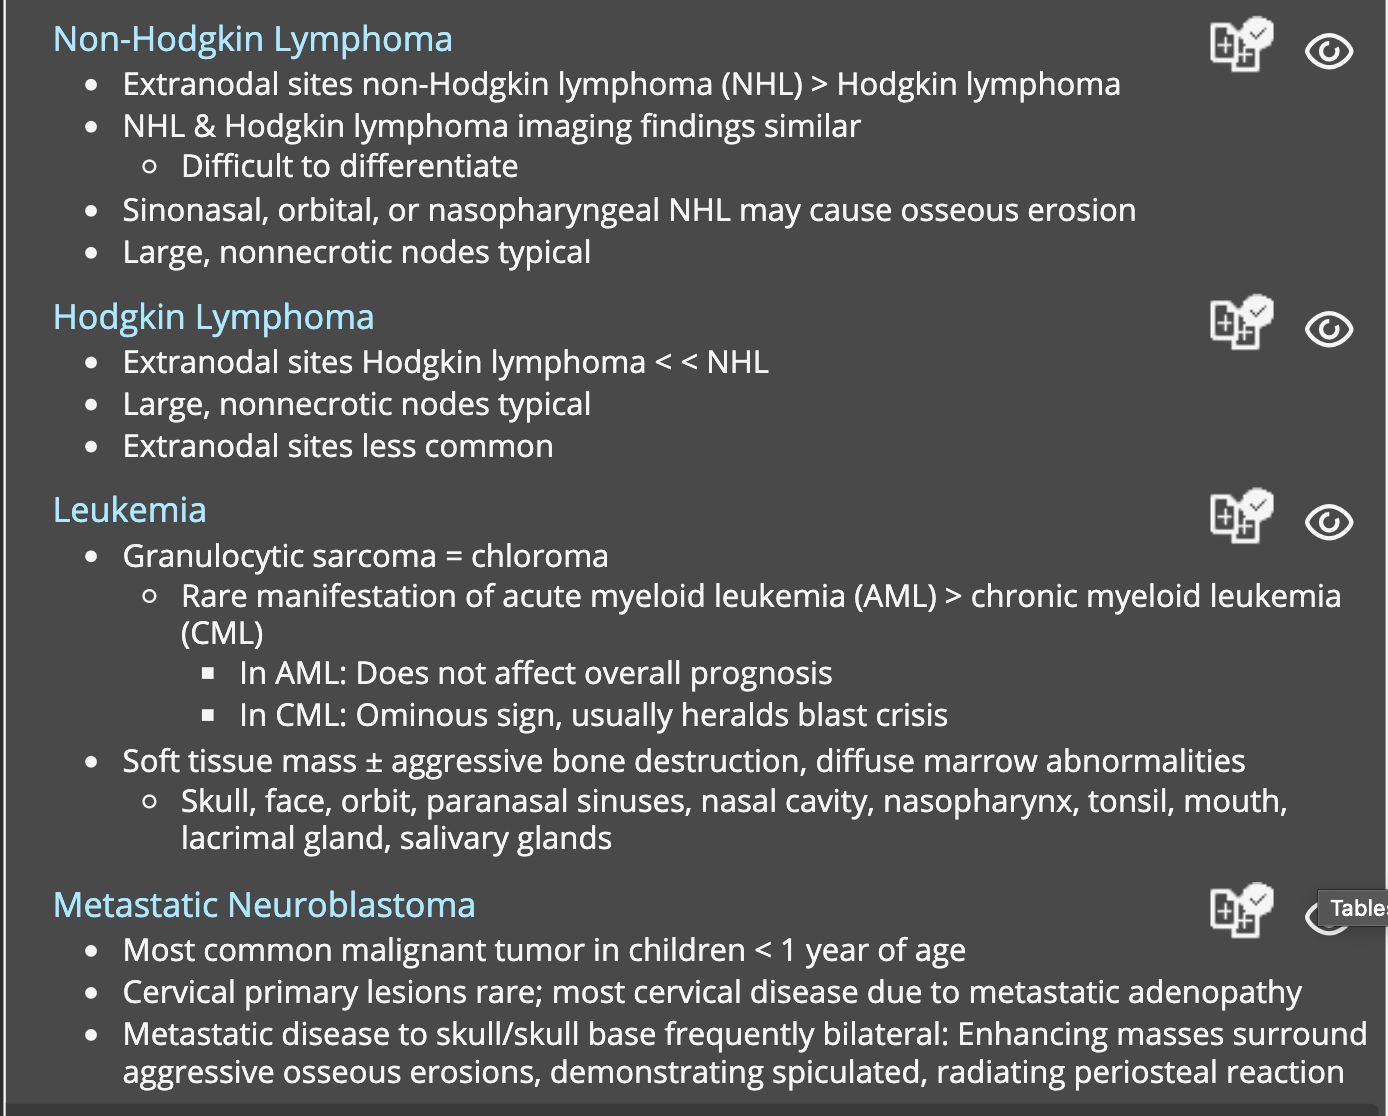 Non-Hodgkin Lymphoma
• Extranodal sites non-Hodgkin lymphoma (NHL) > Hodgkin lymphoma
• NHL & Hodgkin lymphoma imaging findings similar
○ Difficult to differentiate
• Sinonasal, orbital, or nasopharyngeal NHL may cause osseous erosion
• Large, nonnecrotic nodes typical
Hodgkin Lymphoma
• Extranodal sites Hodgkin lymphoma < < NHL
• Large, nonnecrotic nodes typical
• Extranodal sites less common
Leukemia
• Granulocytic sarcoma = chloroma
○ Rare manifestation of acute myeloid leukemia (AML) > chronic myeloid leukemia
(CML)
▪ In AML: Does not affect overall prognosis
▪ In CML: Ominous sign, usually heralds blast crisis
• Soft tissue mass ± aggressive bone destruction, diffuse marrow abnormalities
○ Skull, face, orbit, paranasal sinuses, nasal cavity, nasopharynx, tonsil, mouth,
lacrimal gland, salivary glands
Metastatic Neuroblastoma
Tables
• Most common malignant tumor in children < 1 year of age
• Cervical primary lesions rare; most cervical disease due to metastatic adenopathy
• Metastatic disease to skull/skull base frequently bilateral: Enhancing masses surround
aggressive osseous erosions, demonstrating spiculated, radiating periosteal reaction